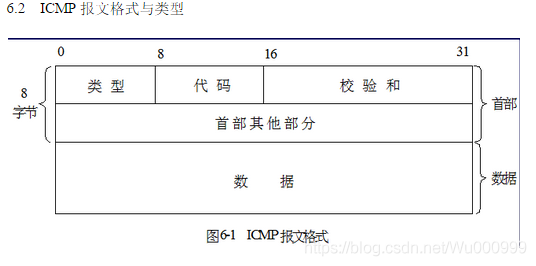 6.2 ICMP 报文格式与类型
0 8 16 31
类 型 代 码 校 验 和
8
字节
首部
首 部 其 他 部 分
数 据
数据
图6-1 ICMP 报文格式
https://blog.csdn.net/Wu000999